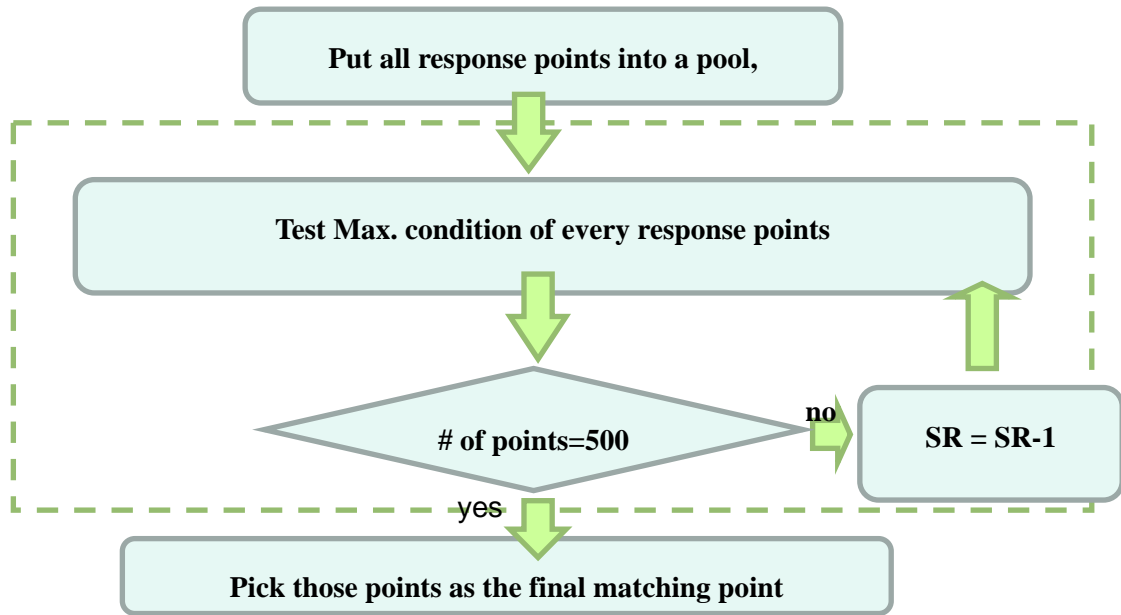 Put all response points into a pool,
Test Max. condition of every response points
# of points=500
no
SR = SR-1
yes
Pick those points as the final matching point